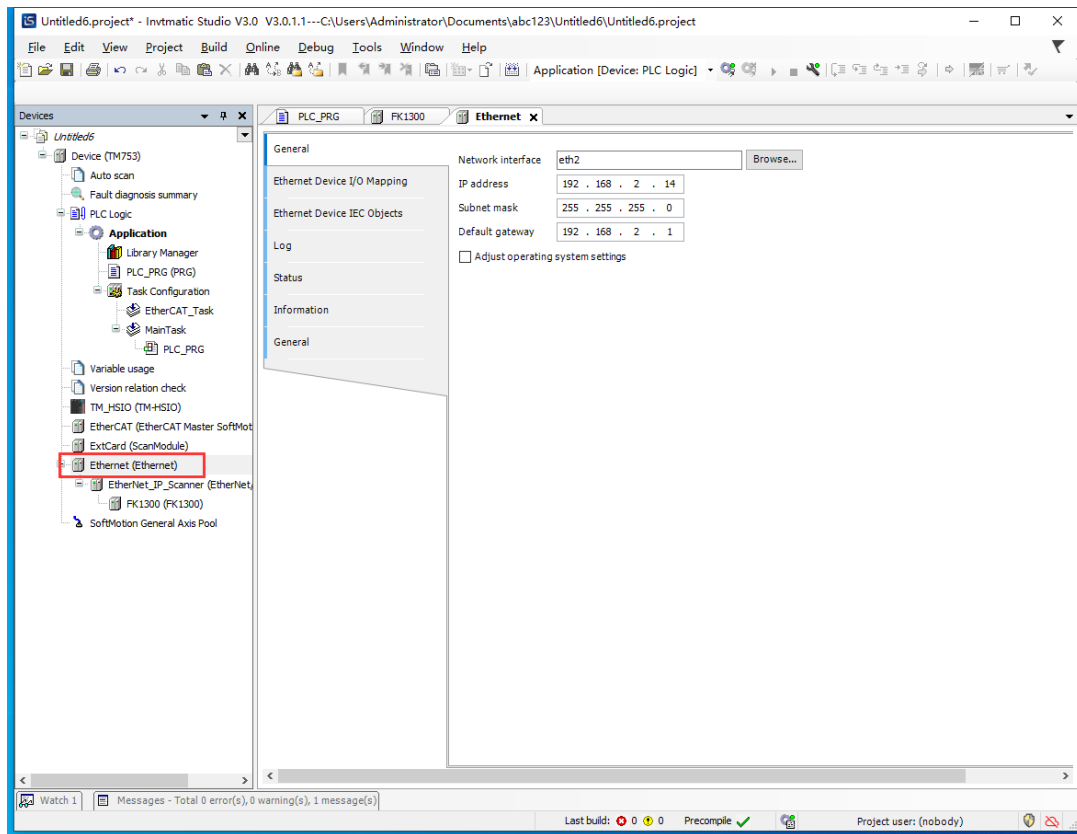 Untitled6.project* - Invtmatic Studio V3.0 V3.0.1.1---C:\Users\Administrator\Documents\abc123\Untitled6\Untitled6.project
File Edit View Project Build Online Debug Tools Window Help
Application [Device: PLC Logic]
Devices
Untitled6
Device (TM753)
Auto scan
Fault diagnosis summary
PLC Logic
Application
Library Manager
PLC_PRG (PRG)
Task Configuration
EtherCAT_Task
MainTask
PLC_PRG
Variable usage
Version relation check
TM_HSIO (TM-HSIO)
EtherCAT (EtherCAT Master SoftMot
ExtCard (ScanModule)
Ethernet (Ethernet)
EtherNet_IP_Scanner (EtherNet/
FK1300 (FK1300)
SoftMotion General Axis Pool
PLC_PRG FK1300 Ethernet
General
Ethernet Device I/O Mapping
Ethernet Device IEC Objects
Log
Status
Information
General
Network interface eth2 Browse...
IP address 192 . 168 . 2 . 14
Subnet mask 255 . 255 . 255 . 0
Default gateway 192 . 168 . 2 . 1
Adjust operating system settings
Watch 1 Messages - Total 0 error(s), 0 warning(s), 1 message(s)
Last build: 0 0 Precompile Project user: (nobody)